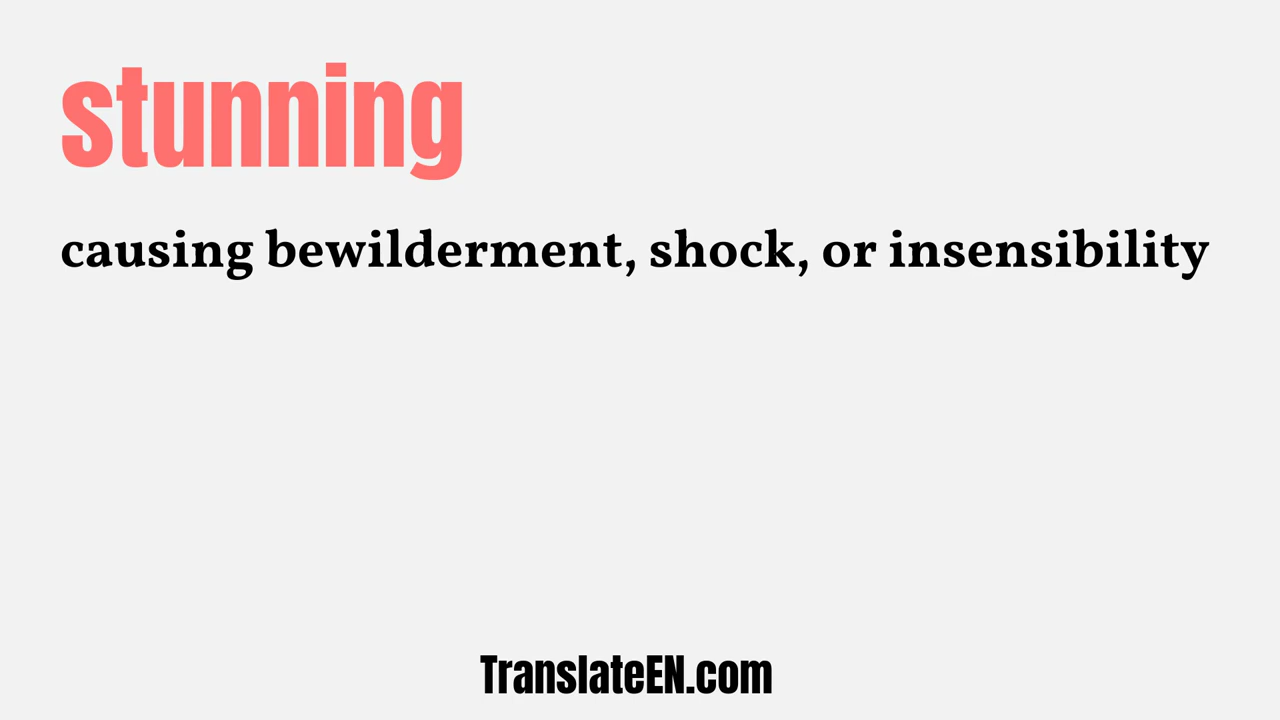 stunning
causing bewilderment, shock, or insensibility
TranslateEN.com